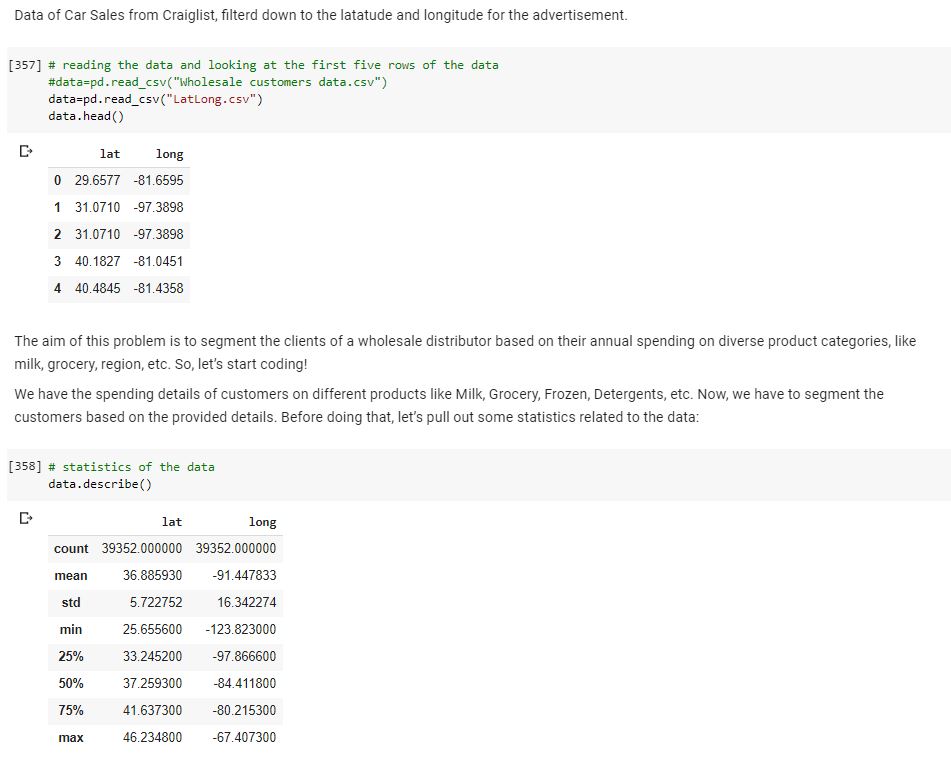 Data of Car Sales from Craiglist, filterd down to the latatude and longitude for the advertisement.
[357] # reading the data and looking at the first five rows of the data
#data=pd.read_csv("Wholesale customers data.csv")
data=pd.read_csv("LatLong.csv")
data.head()
lat long
0 29.6577 -81.6595
1 31.0710 -97.3898
2 31.0710 -97.3898
3 40.1827 -81.0451
4 40.4845 -81.4358
The aim of this problem is to segment the clients of a wholesale distributor based on their annual spending on diverse product categories, like
milk, grocery, region, etc. So, let's start coding!
We have the spending details of customers on different products like Milk, Grocery, Frozen, Detergents, etc. Now, we have to segment the
customers based on the provided details. Before doing that, let's pull out some statistics related to the data:
[358] # statistics of the data
data.describe()
lat long
count 39352.000000 39352.000000
mean 36.885930 -91.447833
std 5.722752 16.342274
min 25.655600 -123.823000
25% 33.245200 -97.866600
50% 37.259300 -84.411800
75% 41.637300 -80.215300
max 46.234800 -67.407300